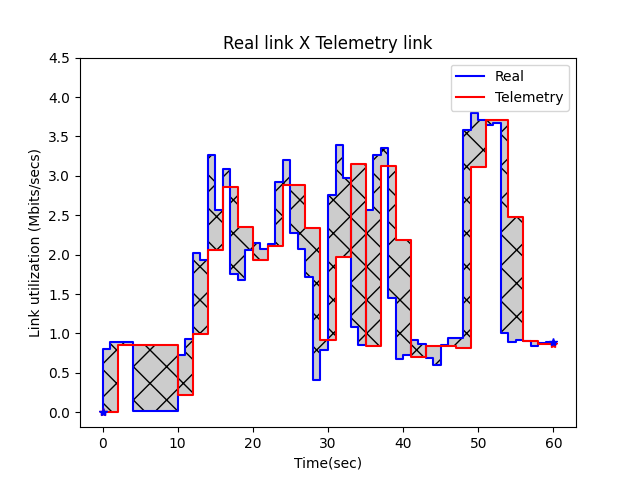 Real link X Telemetry link
Real
Telemetry
Link utilization (Mbits/secs)
4.5
4.0
3.5
3.0
2.5
2.0
1.5
1.0
0.5
0.0
0 10 20 30 40 50 60
Time(sec)